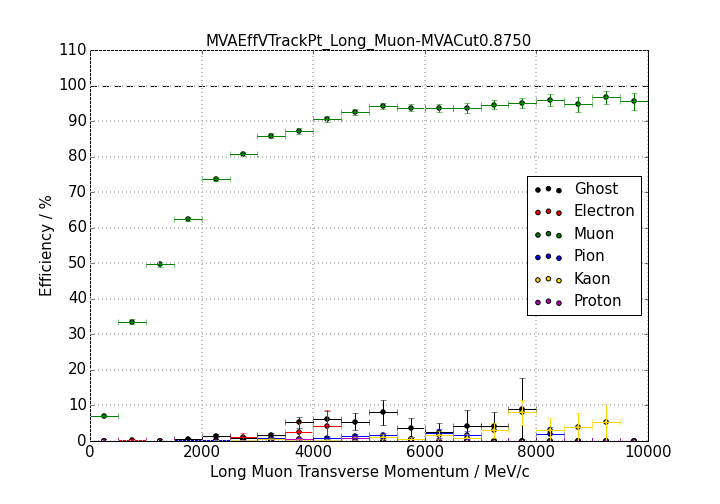 MVAEffVTrackPt_Long_Muon-MVACut0.8750
110
100
90
80
70
60
50
40
30
20
10
0
Efficiency / %
Ghost
Electron
Muon
Pion
Kaon
Proton
0 2000 4000 6000 8000 10000
Long Muon Transverse Momentum / MeV/c